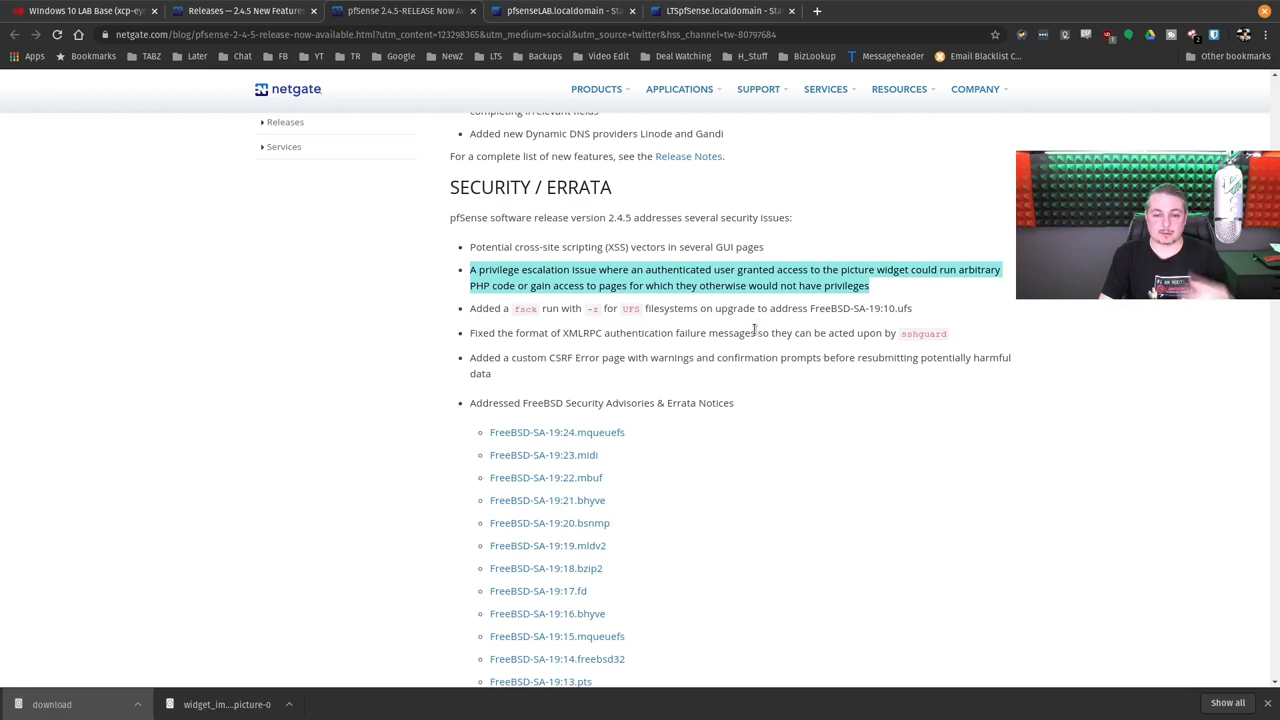 WIndows 10 LAB Base (xcp-eye
Releases — 2.4.5 New Features
pfSense 2.4.5-RELEASE Now Av
pfsenseLAB.localdomain - Sta
LTSpfsense.localdomain - Sta
netgate.com/blog/pfsense-2-4-5-release-now-available.html?utm_content=123298365&utm_medium=social&utm_source=twitter&hss_channel=tw-80797684
Apps
Bookmarks
TABZ
Later
Chat
FB
YT
TR
Google
NewZ
LTS
Backups
Video Edit
Deal Watching
H_Stuff
BizLookup
Messageheader
Email Blacklist C...
Other bookmarks
netgate
PRODUCTS
APPLICATIONS
SUPPORT
SERVICES
RESOURCES
COMPANY
Releases
Services
completing irrelevant fields
Added new Dynamic DNS providers Linode and Gandi
For a complete list of new features, see the Release Notes.
SECURITY / ERRATA
pfSense software release version 2.4.5 addresses several security issues:
Potential cross-site scripting (XSS) vectors in several GUI pages
A privilege escalation issue where an authenticated user granted access to the picture widget could run arbitrary
PHP code or gain access to pages for which they otherwise would not have privileges
Added a fsck run with -z for UFS filesystems on upgrade to address FreeBSD-SA-19:10.ufs
Fixed the format of XMLRPC authentication failure messages so they can be acted upon by sshguard
Added a custom CSRF Error page with warnings and confirmation prompts before resubmitting potentially harmful
data
Addressed FreeBSD Security Advisories & Errata Notices
FreeBSD-SA-19:24.mqueuefs
FreeBSD-SA-19:23.midi
FreeBSD-SA-19:22.mbuf
FreeBSD-SA-19:21.bhyve
FreeBSD-SA-19:20.bsnmp
FreeBSD-SA-19:19.mldv2
FreeBSD-SA-19:18.bzip2
FreeBSD-SA-19:17.fd
FreeBSD-SA-19:16.bhyve
FreeBSD-SA-19:15.mqueuefs
FreeBSD-SA-19:14.freebsd32
FreeBSD-SA-19:13.pts
download
widget_im....picture-0
Show all